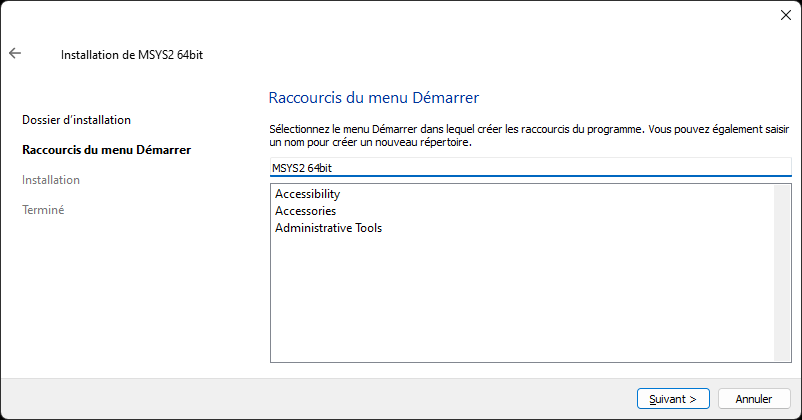 Installation de MSYS2 64bit
Dossier d'installation
Raccourcis du menu Démarrer
Installation
Terminé
Raccourcis du menu Démarrer
Sélectionnez le menu Démarrer dans lequel créer les raccourcis du programme. Vous pouvez également saisir
un nom pour créer un nouveau répertoire.
MSYS2 64bit
Accessibility
Accessories
Administrative Tools
Suivant >
Annuler